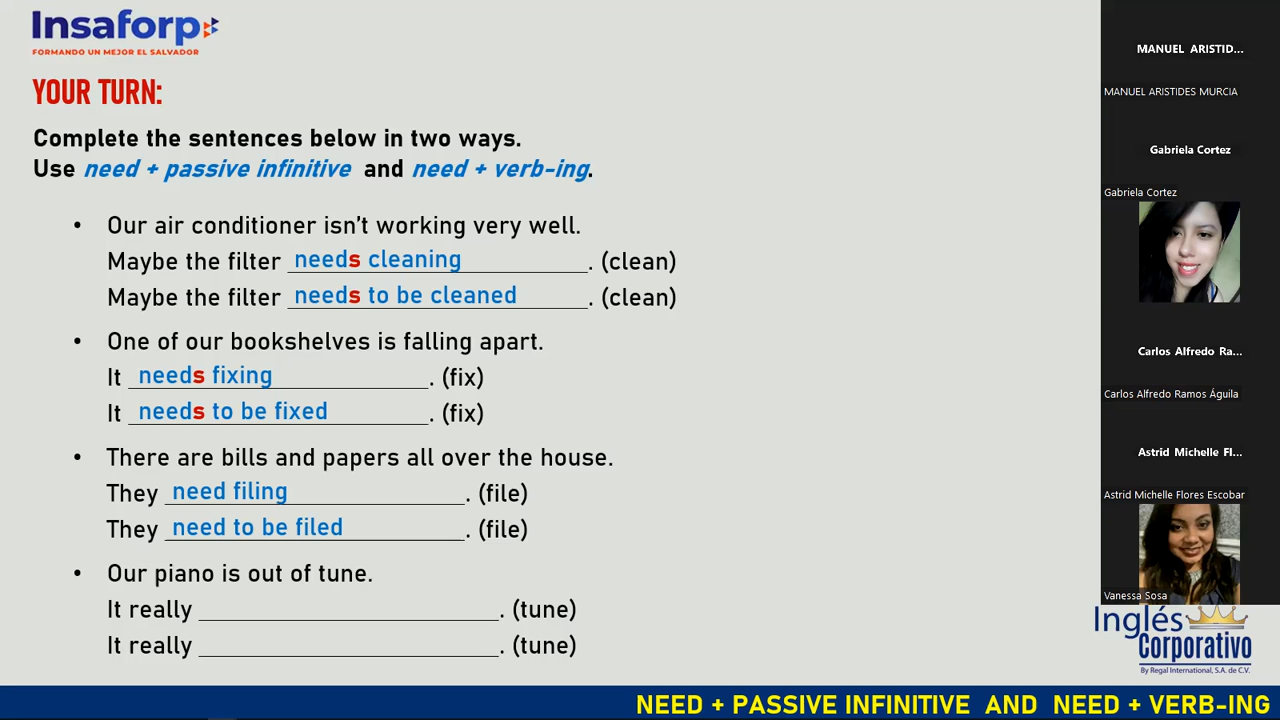 Insaforp
FORMANDO UN MEJOR EL SALVADOR
YOUR TURN:
Complete the sentences below in two ways.
Use need + passive infinitive and need + verb-ing.
• Our air conditioner isn't working very well.
Maybe the filter needs cleaning. (clean)
Maybe the filter needs to be cleaned. (clean)
• One of our bookshelves is falling apart.
It needs fixing. (fix)
It needs to be fixed. (fix)
• There are bills and papers all over the house.
They need filing. (file)
They need to be filed. (file)
• Our piano is out of tune.
It really ____________________. (tune)
It really ____________________. (tune)
MANUEL ARISTID...
MANUEL ARISTIDES MURCIA
Gabriela Cortez
Gabriela Cortez
Carlos Alfredo Ra...
Carlos Alfredo Ramos Águila
Astrid Michelle Fl...
Astrid Michelle Flores Escobar
Vanessa Sosa
Inglés
Corporativo
By Regal International, S.A. de C.V.
NEED + PASSIVE INFINITIVE AND NEED + VERB-ING